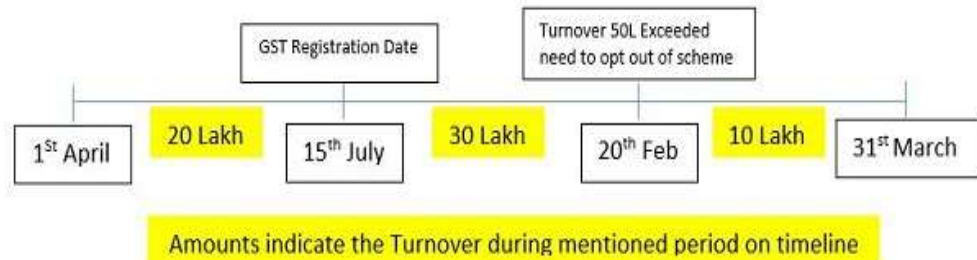 GST Registration Date
Turnover 50L Exceeded
need to opt out of scheme
1St April
20 Lakh
15th July
30 Lakh
20th Feb
10 Lakh
31st March
Amounts indicate the Turnover during mentioned period on timeline